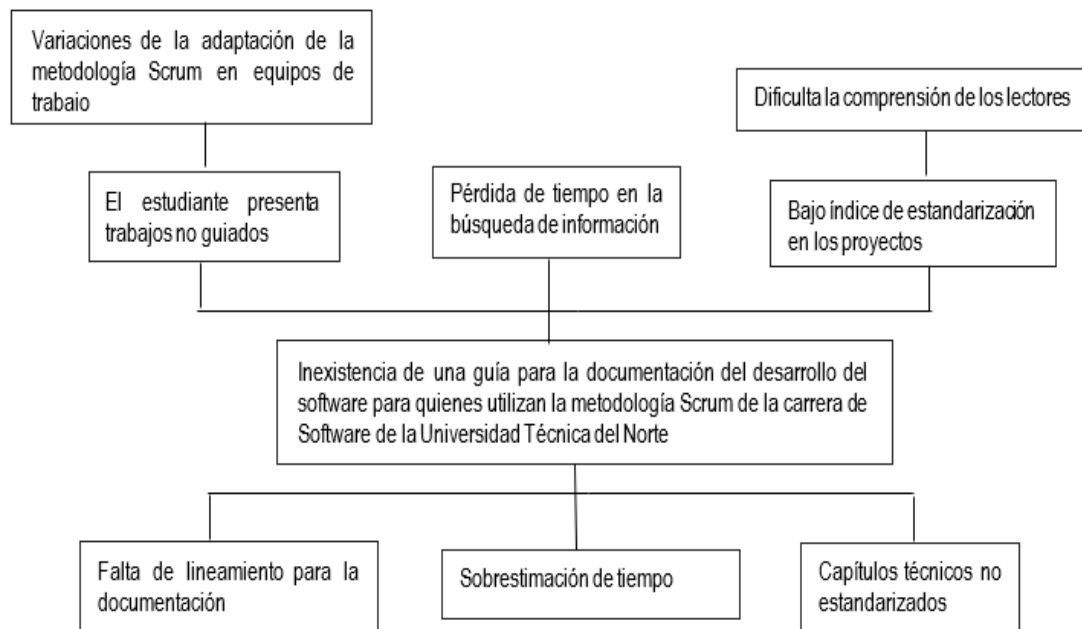 Variaciones de la adaptación de la
metodología Scrum en equipos de
trabaio
Dificulta la comprensión de los lectores
El estudiante presenta
trabajos no guiados
Pérdida de tiempo en la
búsqueda de información
Bajo índice de estandarización
en los proyectos
Inexistencia de una guía para la documentación del desarrollo del
software para quienes utilizan la metodología Scrum de la carrera de
Software de la Universidad Técnica del Norte
Falta de lineamiento para la
documentación
Sobrestimación de tiempo
Capítulos técnicos no
estandarizados